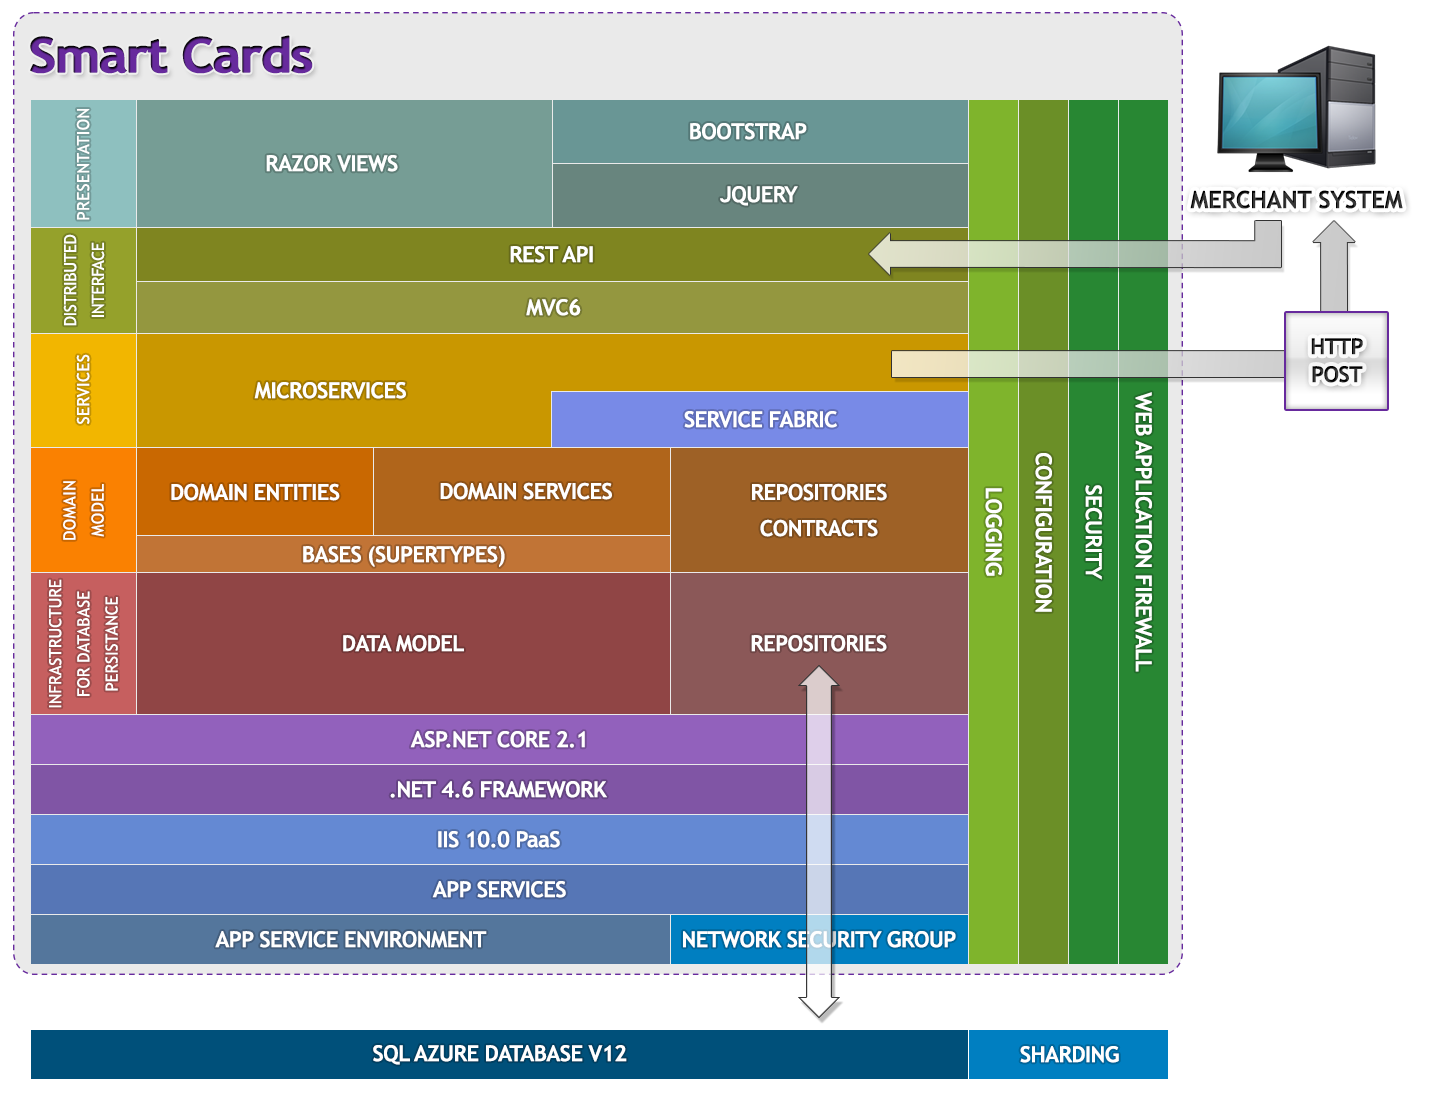 Smart Cards
PRESENTATION
RAZOR VIEWS
BOOTSTRAP
JQUERY
MERCHANT SYSTEM
DISTRIBUTED
INTERFACE
REST API
MVC6
HTTP
POST
SERVICES
MICROSERVICES
SERVICE FABRIC
DOMAIN
MODEL
DOMAIN ENTITIES
DOMAIN SERVICES
REPOSITORIES
CONTRACTS
BASES (SUPERTYPES)
INFRASTRUCTURE
FOR DATABASE
PERSISTANCE
DATA MODEL
REPOSITORIES
LOGGING
CONFIGURATION
SECURITY
WEB APPLICATION FIREWALL
ASP.NET CORE 2.1
.NET 4.6 FRAMEWORK
IIS 10.0 PaaS
APP SERVICES
APP SERVICE ENVIRONMENT
NETWORK SECURITY GROUP
SQL AZURE DATABASE V12
SHARDING